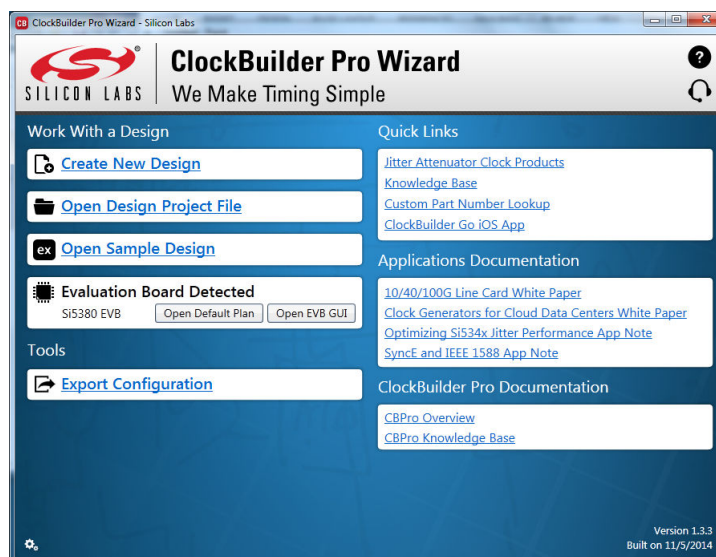 CB ClockBuilder Pro Wizard - Silicon Labs
SILICON LABS
ClockBuilder Pro Wizard
We Make Timing Simple
?
Work With a Design
Create New Design
Open Design Project File
ex Open Sample Design
Evaluation Board Detected
Si5380 EVB Open Default Plan Open EVB GUI
Tools
Export Configuration
Quick Links
Jitter Attenuator Clock Products
Knowledge Base
Custom Part Number Lookup
ClockBuilder Go iOS App
Applications Documentation
10/40/100G Line Card White Paper
Clock Generators for Cloud Data Centers White Paper
Optimizing Si534x Jitter Performance App Note
SyncE and IEEE 1588 App Note
ClockBuilder Pro Documentation
CBPro Overview
CBPro Knowledge Base
Version 1.3.3
Built on 11/5/2014